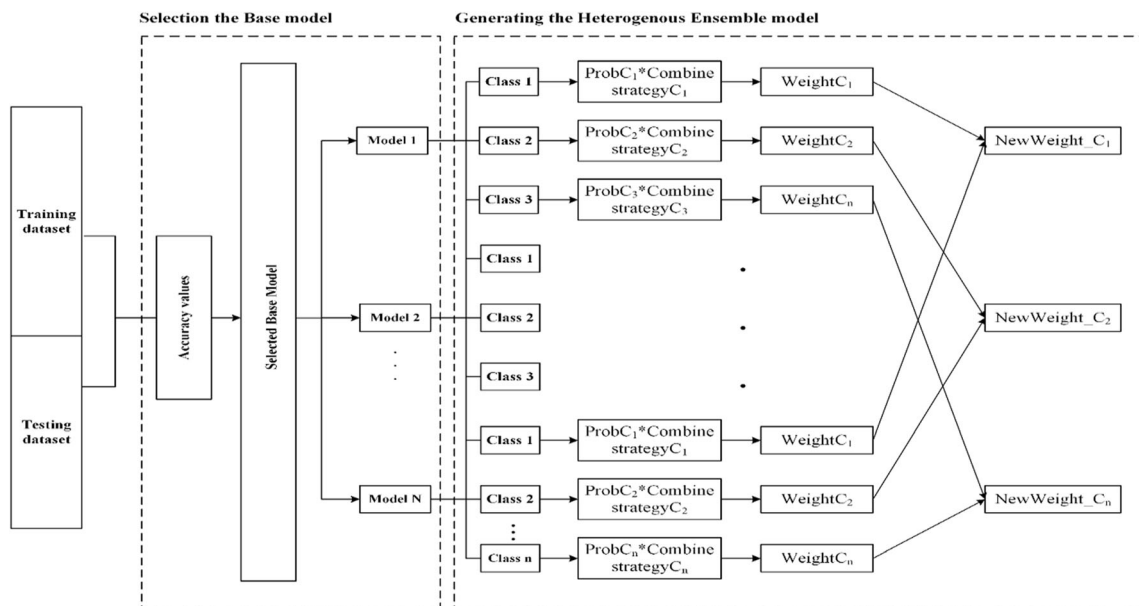 Selection the Base model
Generating the Heterogenous Ensemble model
Training
dataset
Testing
dataset
Accuracy values
Selected Base Model
Model 1
Model 2
. . .
Model N
Class 1
ProbC₁*Combine
strategyC₁
WeightC₁
Class 2
ProbC₂*Combine
strategyC₂
WeightC₂
Class 3
ProbC₃*Combine
strategyC₃
WeightCₙ
Class 1
Class 2
Class 3
Class 1
ProbC₁*Combine
strategyC₁
WeightC₁
Class 2
ProbC₂*Combine
strategyC₂
WeightC₂
...
Class n
ProbCₙ*Combine
strategyCₙ
WeightCₙ
NewWeight_C₁
NewWeight_C₂
NewWeight_Cₙ